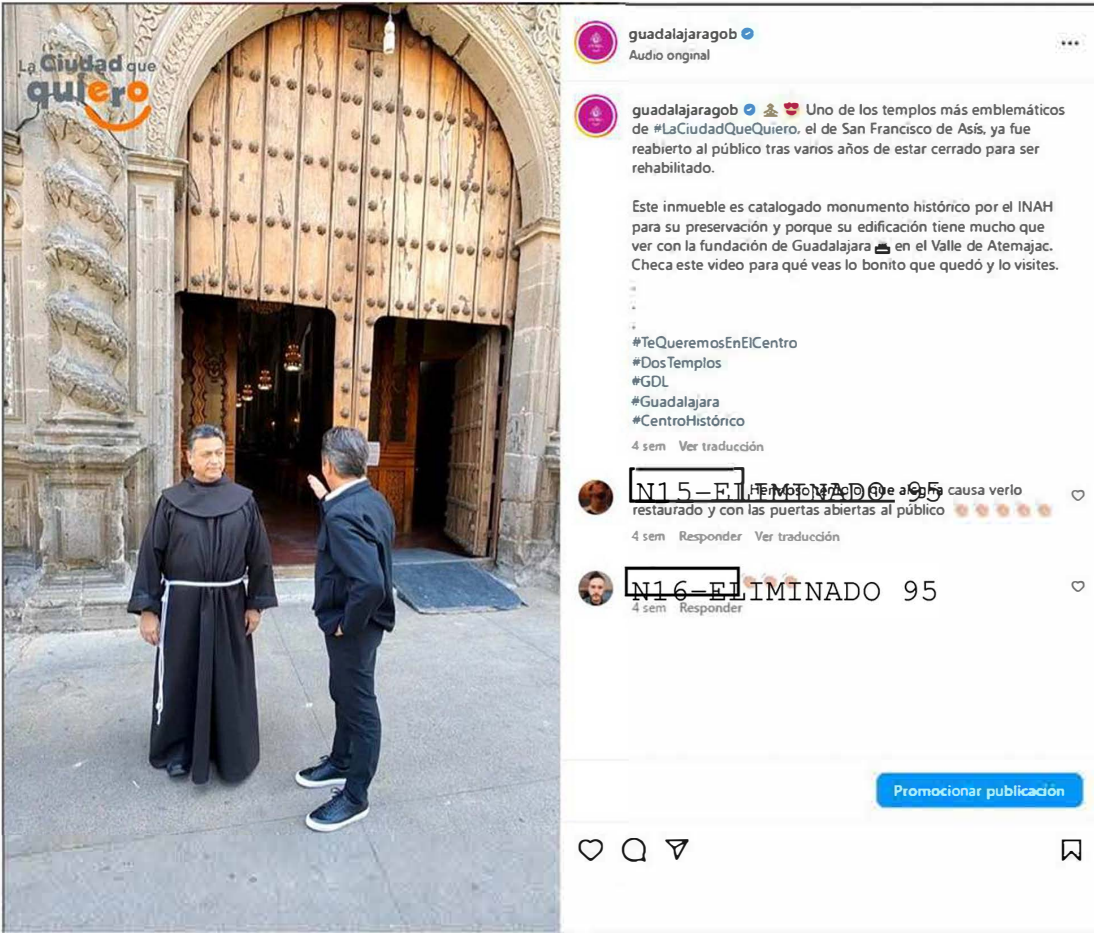 La Ciudad que
quiero
guadalajaragob
Audio original
guadalajaragob Uno de los templos más emblemáticos
de #LaCiudadQueQuiero, el de San Francisco de Asís, ya fue
reabierto al público tras varios años de estar cerrado para ser
rehabilitado.
Este inmueble es catalogado monumento histórico por el INAH
para su preservación y porque su edificación tiene mucho que
ver con la fundación de Guadalajara en el Valle de Atemajac.
Checa este video para qué veas lo bonito que quedó y lo visites.
.
.
.
#TeQueremosEnElCentro
#DosTemplos
#GDL
#Guadalajara
#CentroHistórico
4 sem Ver traducción
N15-ELIMINADO 95
que alegria causa verlo
restaurado y con las puertas abiertas al público
4 sem Responder Ver traducción
N16-ELIMINADO 95
4 sem Responder
Promocionar publicación